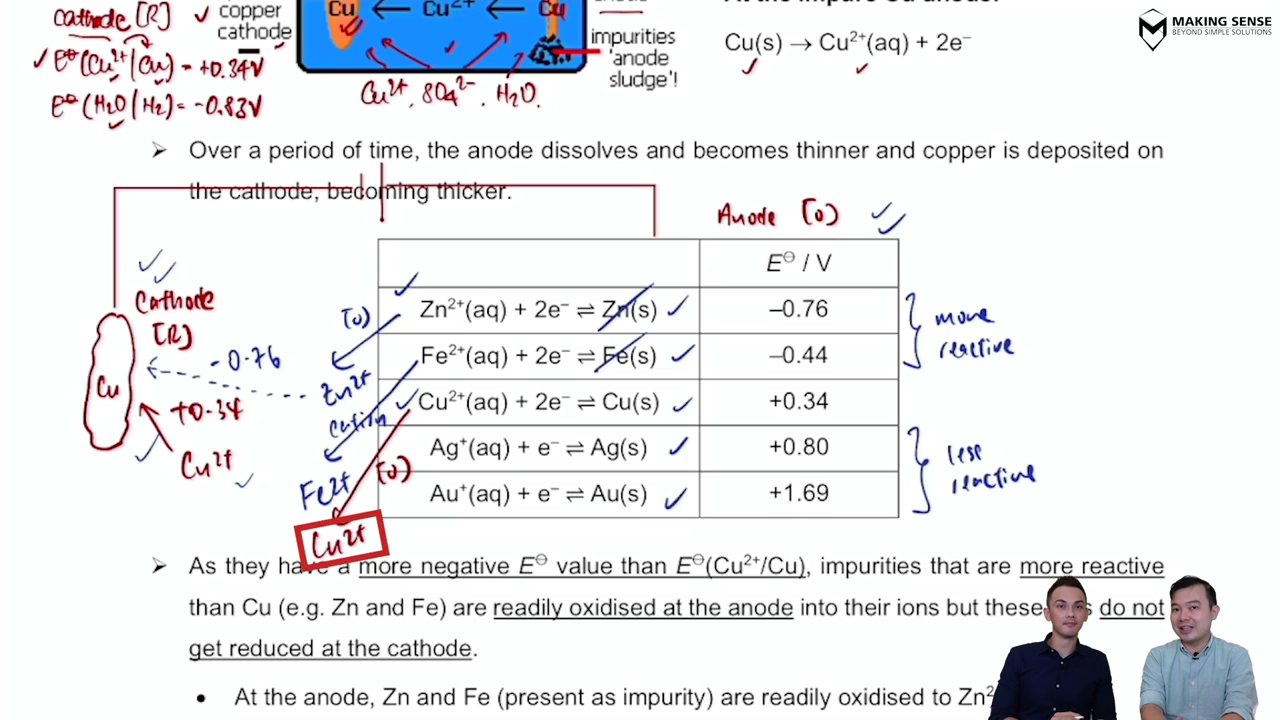 cathode [R] ✓
✓ E⊖(Cu²⁺/Cu) = +0.34V
E⊖(H₂O/H₂) = -0.83V
copper
cathode
Cu ← Cu²⁺ ← Cu
Cu²⁺, SO₄²⁻, H₂O.
impurities
'anode
sludge'!
Cu(s) → Cu²⁺(aq) + 2e⁻
MAKING SENSE
BEYOND SIMPLE SOLUTIONS
➢ Over a period of time, the anode dissolves and becomes thinner and copper is deposited on
the cathode, becoming thicker.
Anode [O]
E⊖ / V
Zn²⁺(aq) + 2e⁻ ⇌ Zn(s) ✓ –0.76
Fe²⁺(aq) + 2e⁻ ⇌ Fe(s) ✓ –0.44
Cu²⁺(aq) + 2e⁻ ⇌ Cu(s) ✓ +0.34
Ag⁺(aq) + e⁻ ⇌ Ag(s) ✓ +0.80
Au⁺(aq) + e⁻ ⇌ Au(s) ✓ +1.69
more
reactive
less
reactive
Cathode
[R]
Cu
-0.76
+0.34
Cu²⁺
[O]
Zn²⁺
cation
Fe²⁺
[O]
Cu²⁺
➢ As they have a more negative E⊖ value than E⊖(Cu²⁺/Cu), impurities that are more reactive
than Cu (e.g. Zn and Fe) are readily oxidised at the anode into their ions but these do not
get reduced at the cathode.
• At the anode, Zn and Fe (present as impurity) are readily oxidised to Zn²